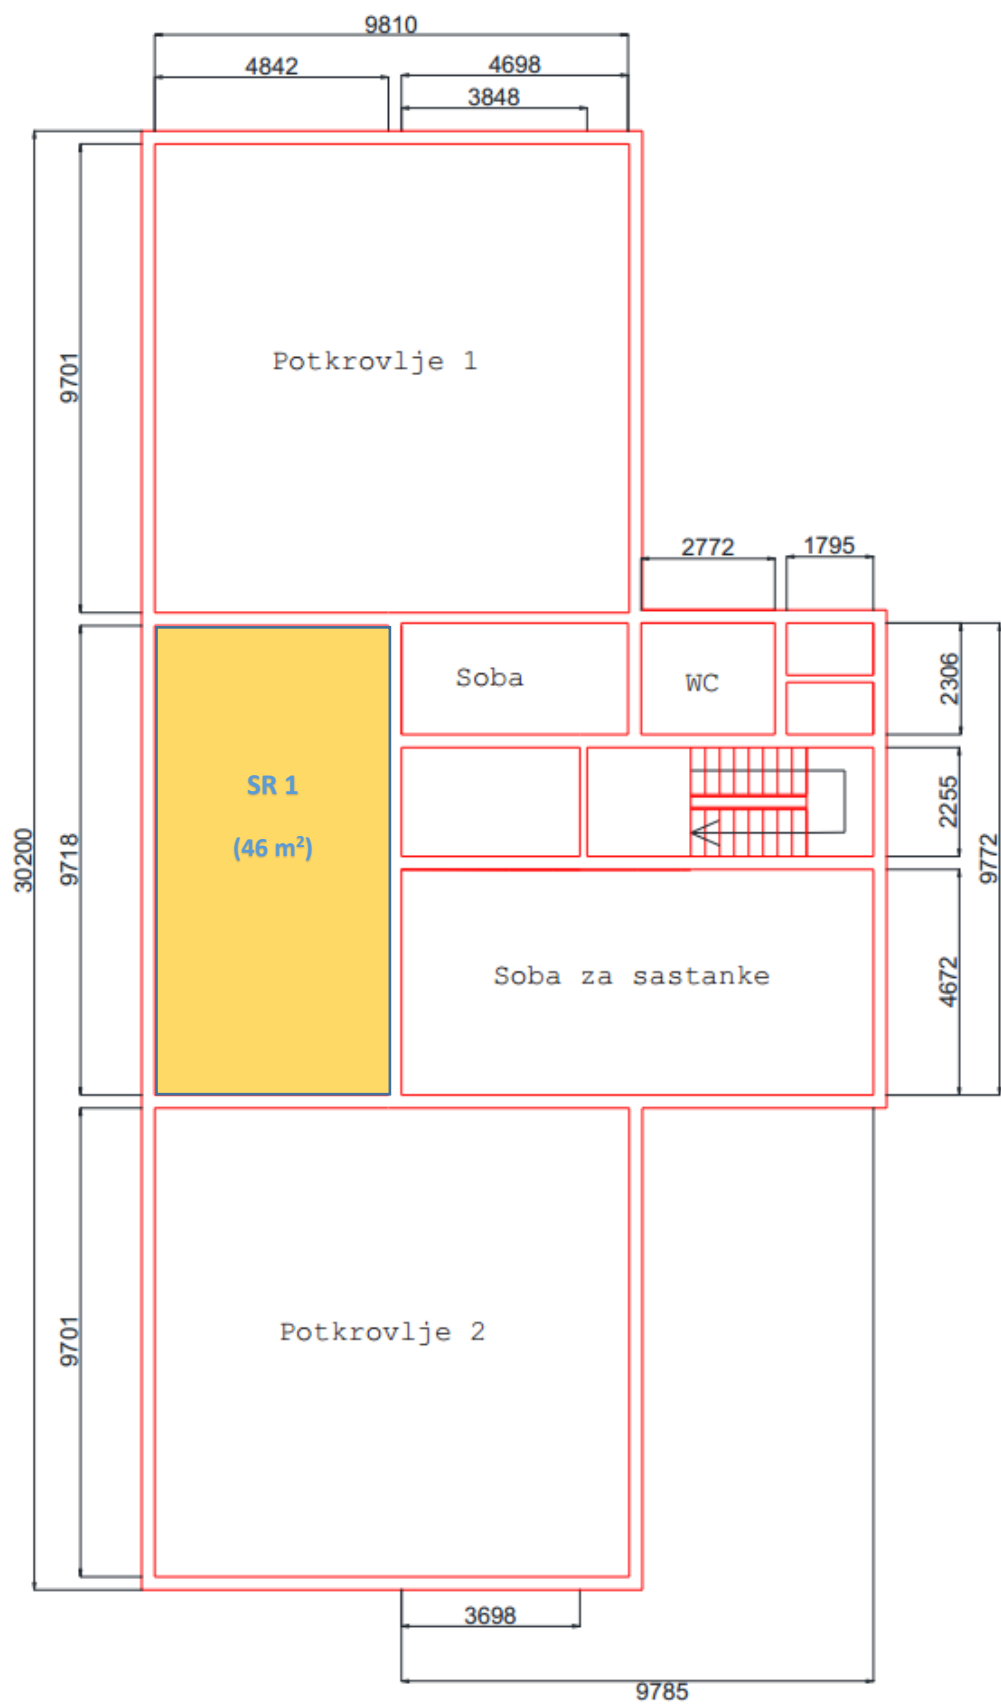 9810
4842
4698
3848
Potkrovlje 1
9701
2772
1795
Soba
WC
2306
SR 1
(46 m²)
2255
30200
9718
9772
Soba za sastanke
4672
Potkrovlje 2
9701
3698
9785